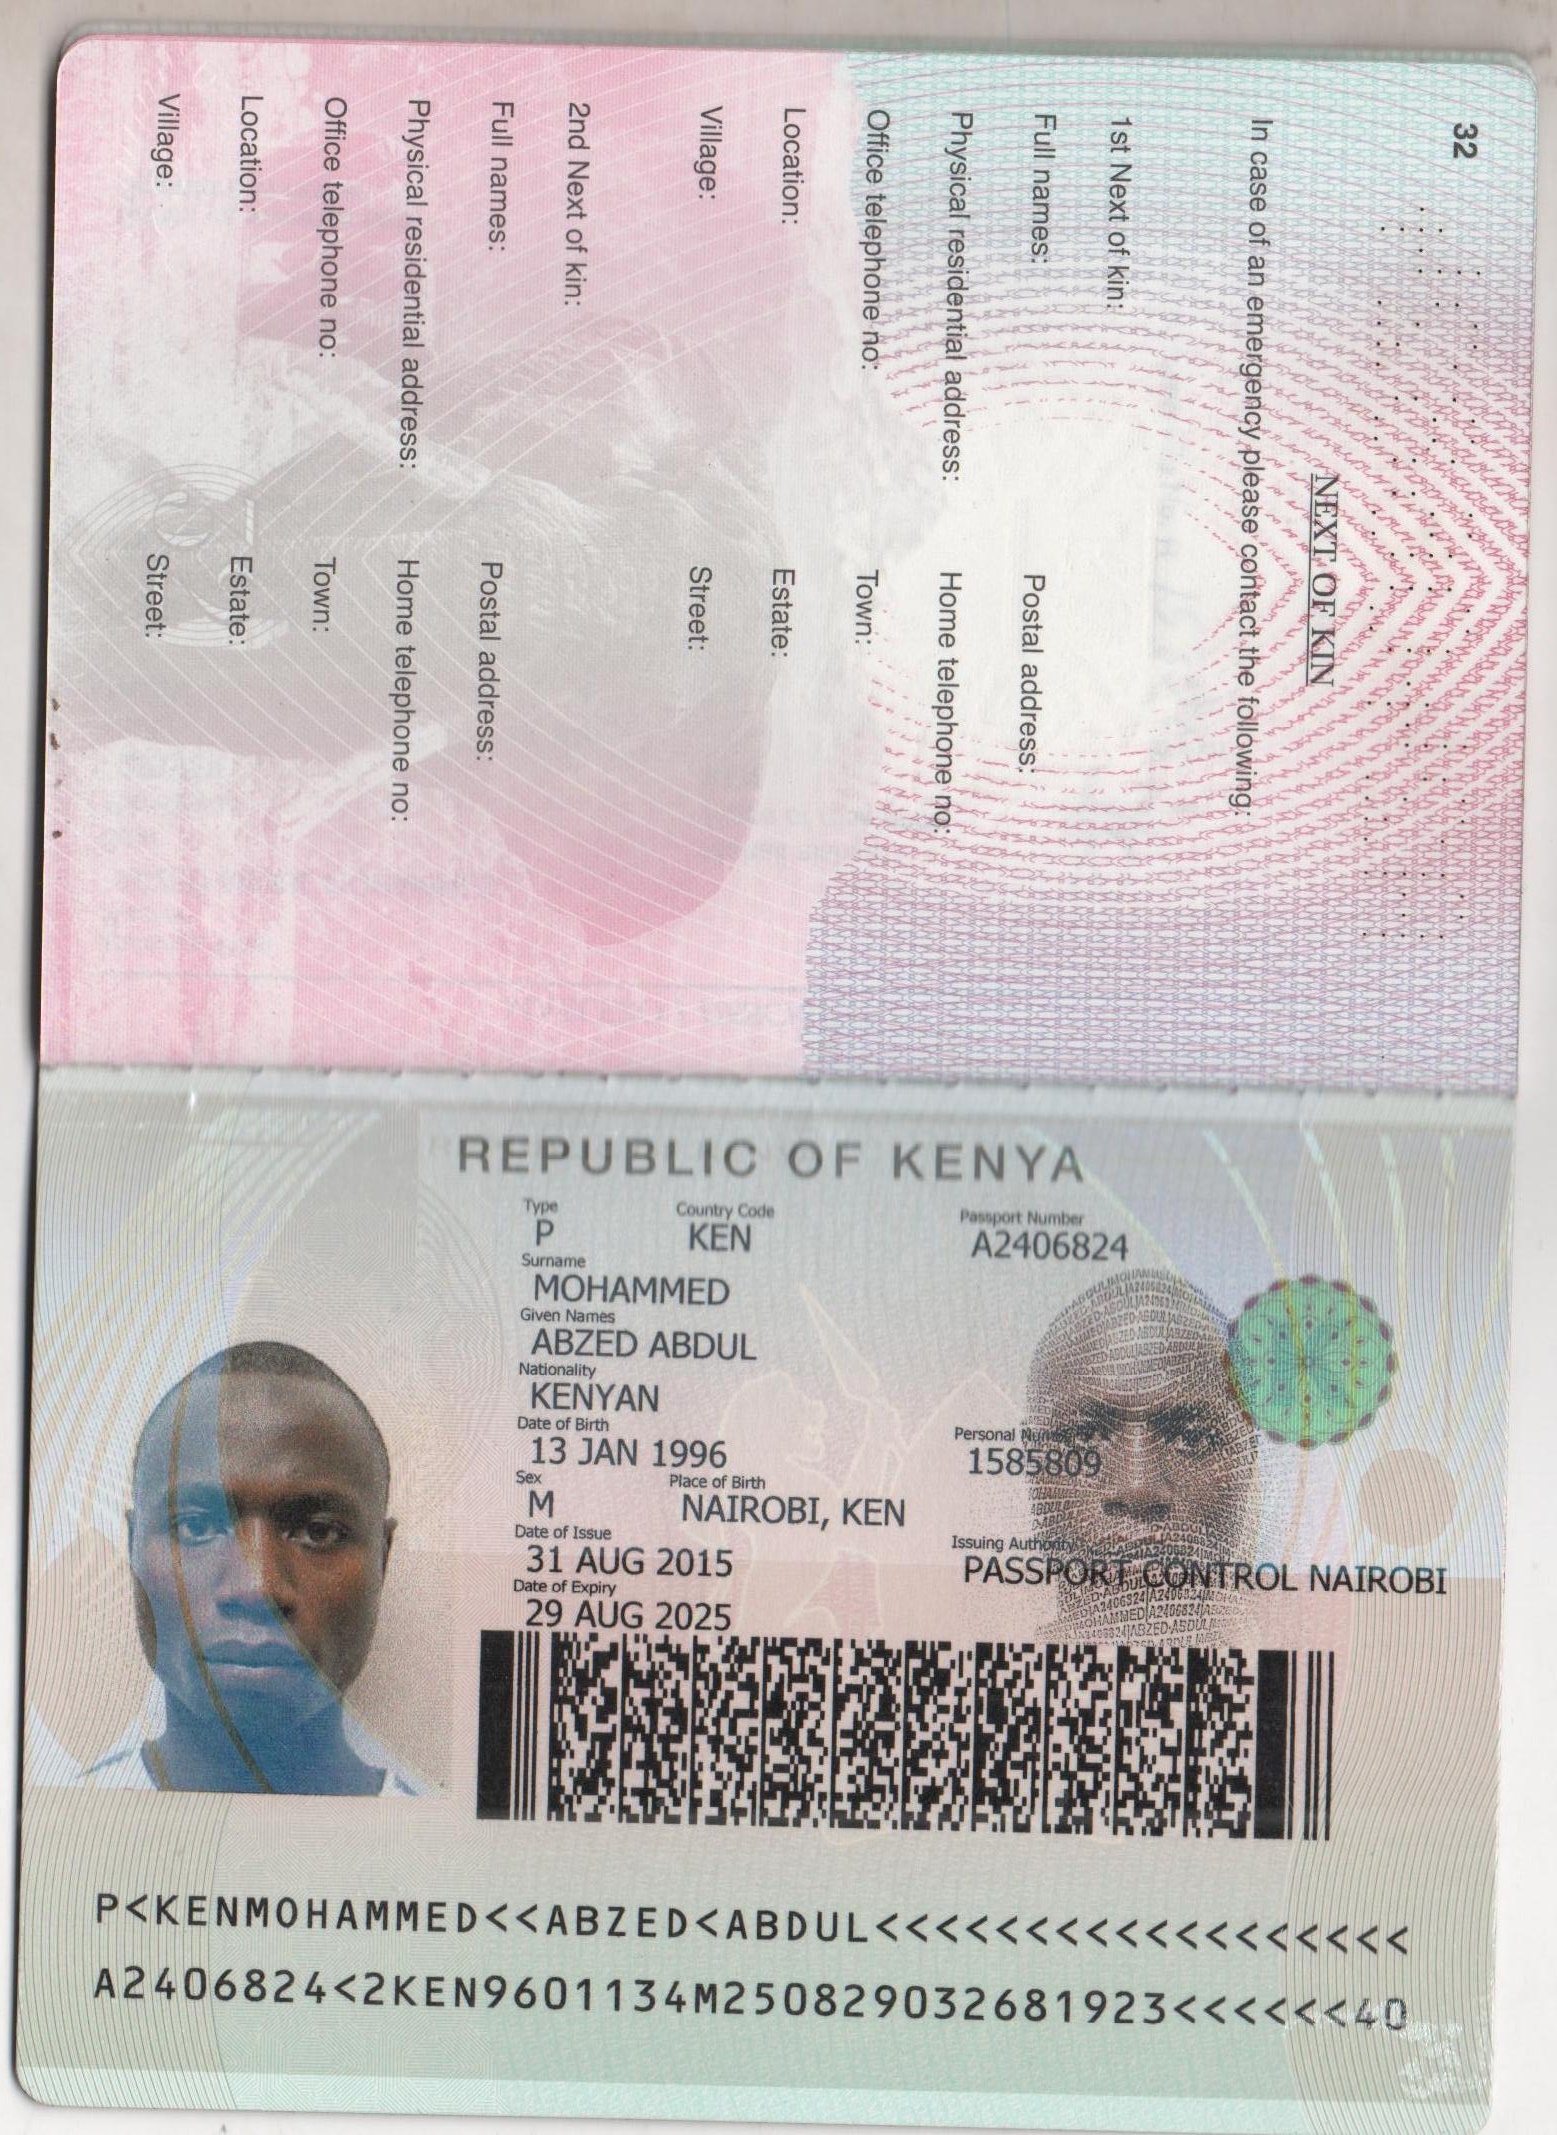 32
NEXT OF KIN
In case of an emergency please contact the following:
1st Next of kin:
Full names: Postal address:
Physical residential address: Home telephone no:
Office telephone no: Town:
Location: Estate:
Village: Street:
2nd Next of kin:
Full names: Postal address:
Physical residential address: Home telephone no:
Office telephone no: Town:
Location: Estate:
Village: Street:
REPUBLIC OF KENYA
Type Country Code Passport Number
P KEN A2406824
Surname
MOHAMMED
Given Names
ABZED ABDUL
Nationality
KENYAN
Date of Birth Personal Number
13 JAN 1996 1585809
Sex Place of Birth
M NAIROBI, KEN
Date of Issue Issuing Authority
31 AUG 2015 PASSPORT CONTROL NAIROBI
Date of Expiry
29 AUG 2025
P<KENMOHAMMED<<ABZED<ABDUL<<<<<<<<<<<<<<<<<<
A2406824<2KEN9601134M250829032681923<<<<<<40